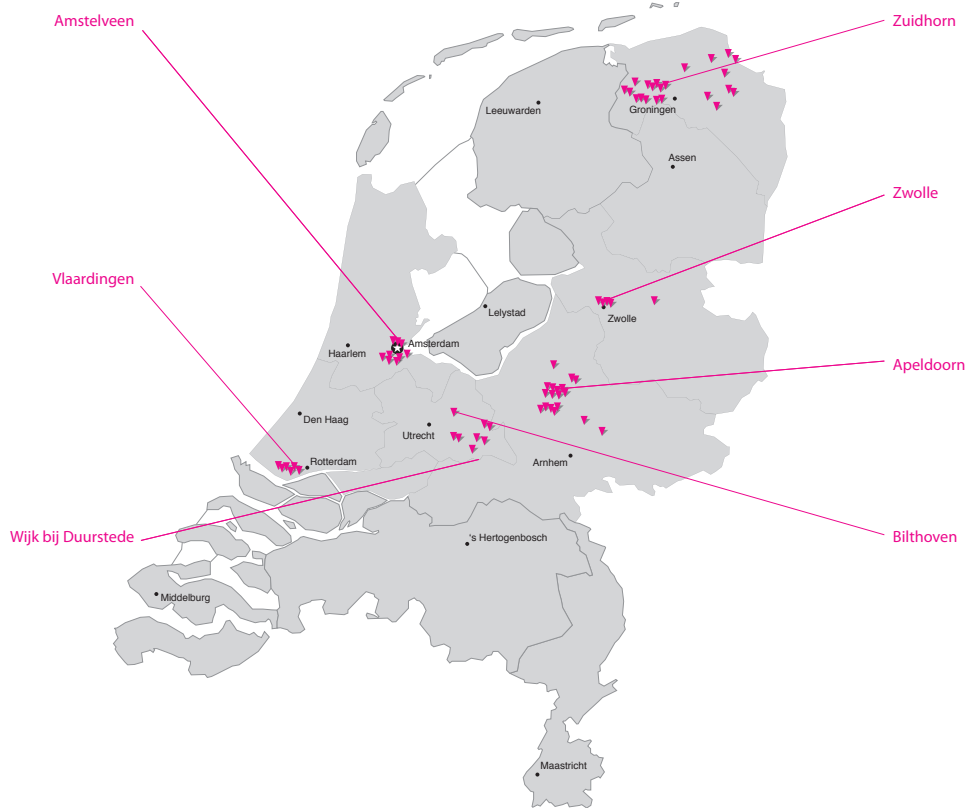 Amstelveen
Zuidhorn
Leeuwarden
Groningen
Assen
Zwolle
Vlaardingen
Lelystad
Zwolle
Amsterdam
Haarlem
Apeldoorn
Den Haag
Utrecht
Rotterdam
Arnhem
Wijk bij Duurstede
's Hertogenbosch
Bilthoven
Middelburg
Maastricht